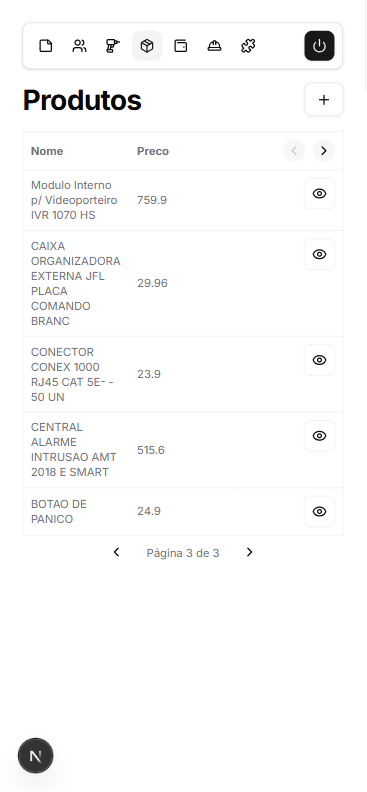 Produtos
Nome Preco
Modulo Interno
p/ Videoporteiro
IVR 1070 HS
759.9
CAIXA
ORGANIZADORA
EXTERNA JFL
PLACA
COMANDO
BRANC
29.96
CONECTOR
CONEX 1000
RJ45 CAT 5E- -
50 UN
23.9
CENTRAL
ALARME
INTRUSAO AMT
2018 E SMART
515.6
BOTAO DE
PANICO
24.9
Página 3 de 3
N